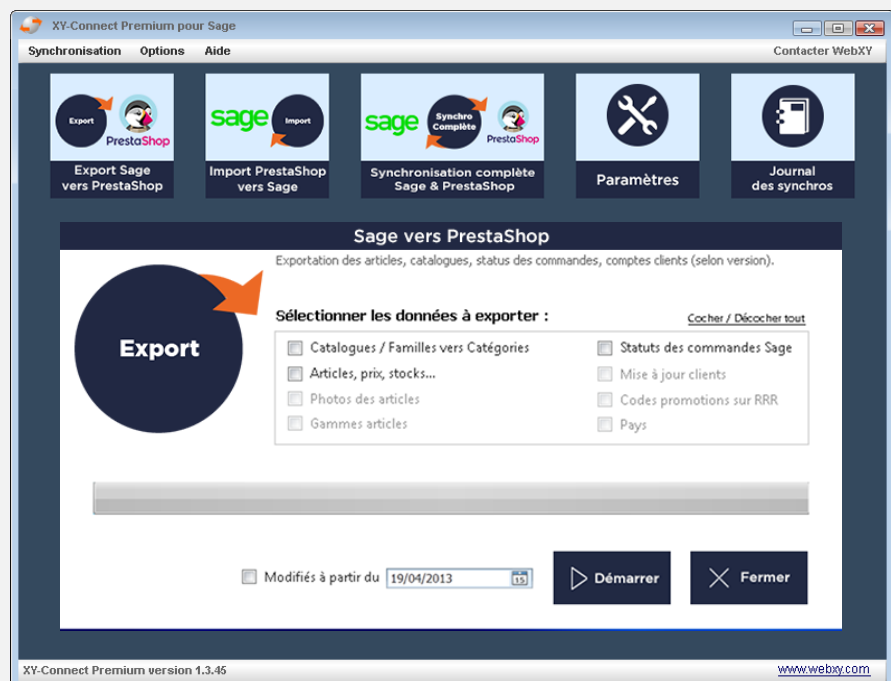 XY-Connect Premium pour Sage
Synchronisation Options Aide Contacter WebXY
Export
PrestaShop
Export Sage
vers PrestaShop
sage
Import
Import PrestaShop
vers Sage
sage
Synchro
Complète
PrestaShop
Synchronisation complète
Sage & PrestaShop
Paramètres
Journal
des synchros
Sage vers PrestaShop
Exportation des articles, catalogues, status des commandes, comptes clients (selon version).
Export
Sélectionner les données à exporter :
Cocher / Décocher tout
Catalogues / Familles vers Catégories
Statuts des commandes Sage
Articles, prix, stocks...
Mise à jour clients
Photos des articles
Codes promotions sur RRR
Gammes articles
Pays
Modifiés à partir du 19/04/2013 15
Démarrer
Fermer
XY-Connect Premium version 1.3.45
www.webxy.com